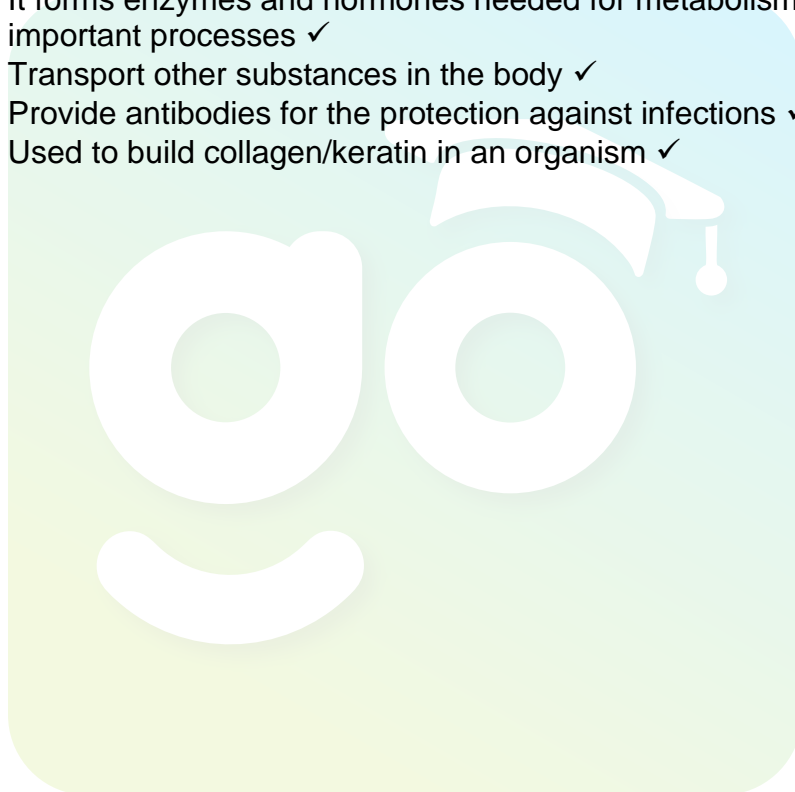 It forms enzymes and hormones needed for metabolism
important processes ✓
Transport other substances in the body ✓
Provide antibodies for the protection against infections ✓
Used to build collagen/keratin in an organism ✓
go